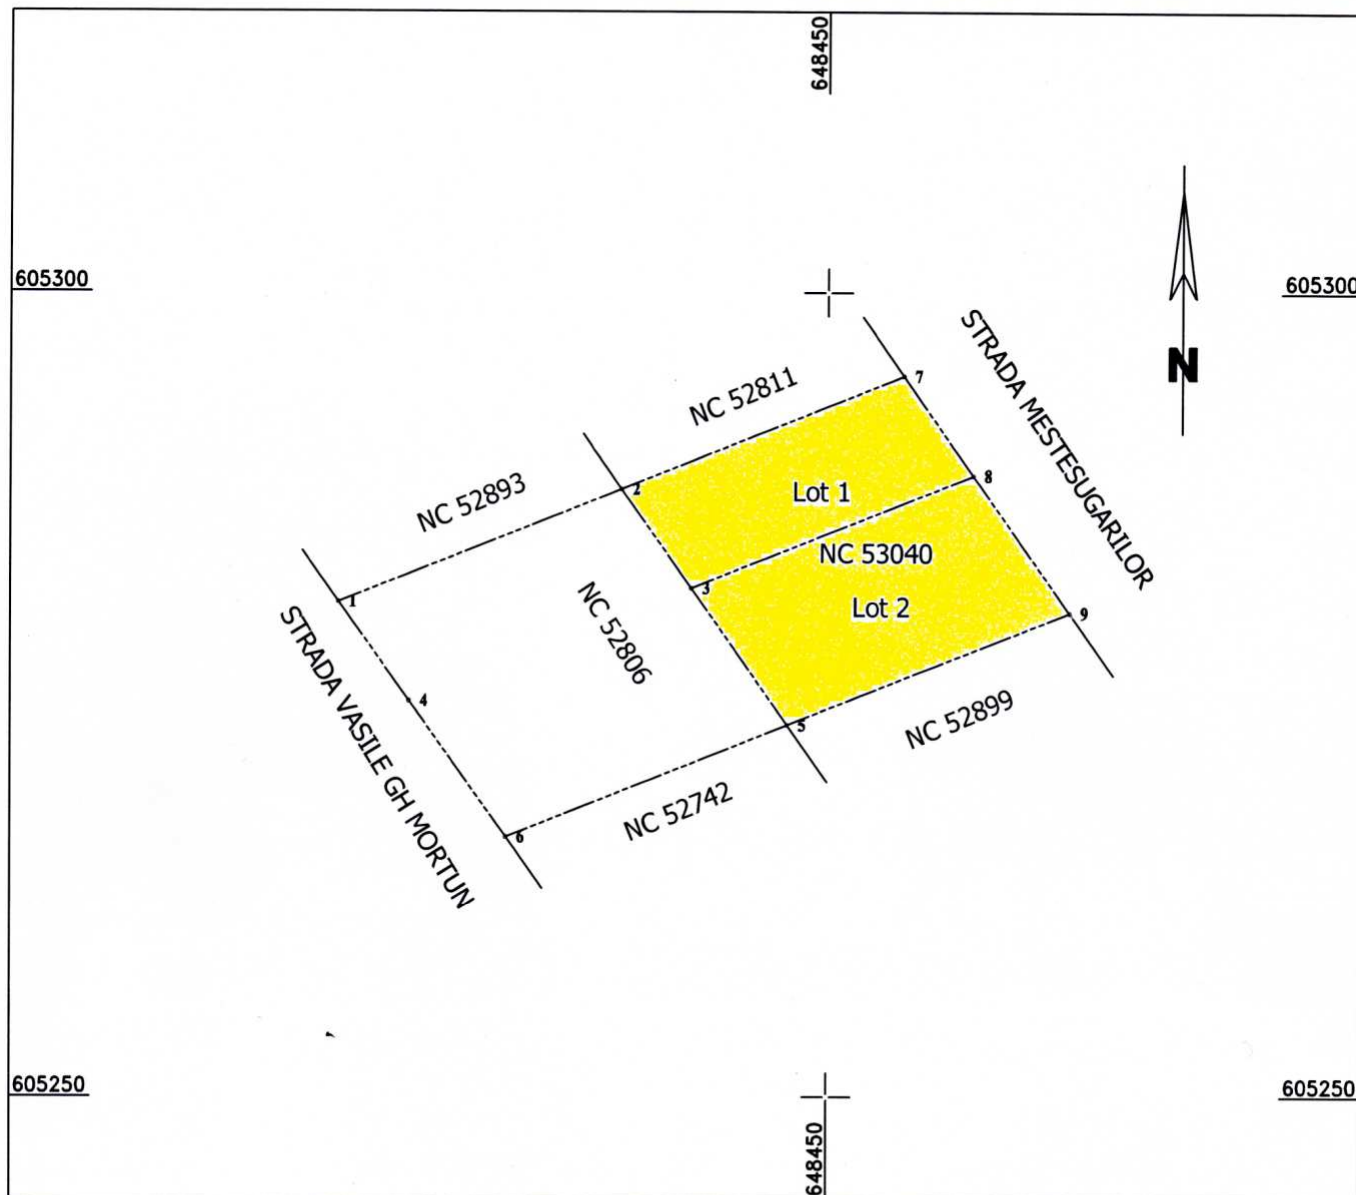 648450
605300
605300
N
STRADA MESTESUGARILOR
NC 52811
7
NC 52893
2
Lot 1
8
NC 53040
3
Lot 2
1
NC 52806
9
STRADA VASILE GH MORTUN
4
NC 52899
5
NC 52742
6
605250
605250
648450